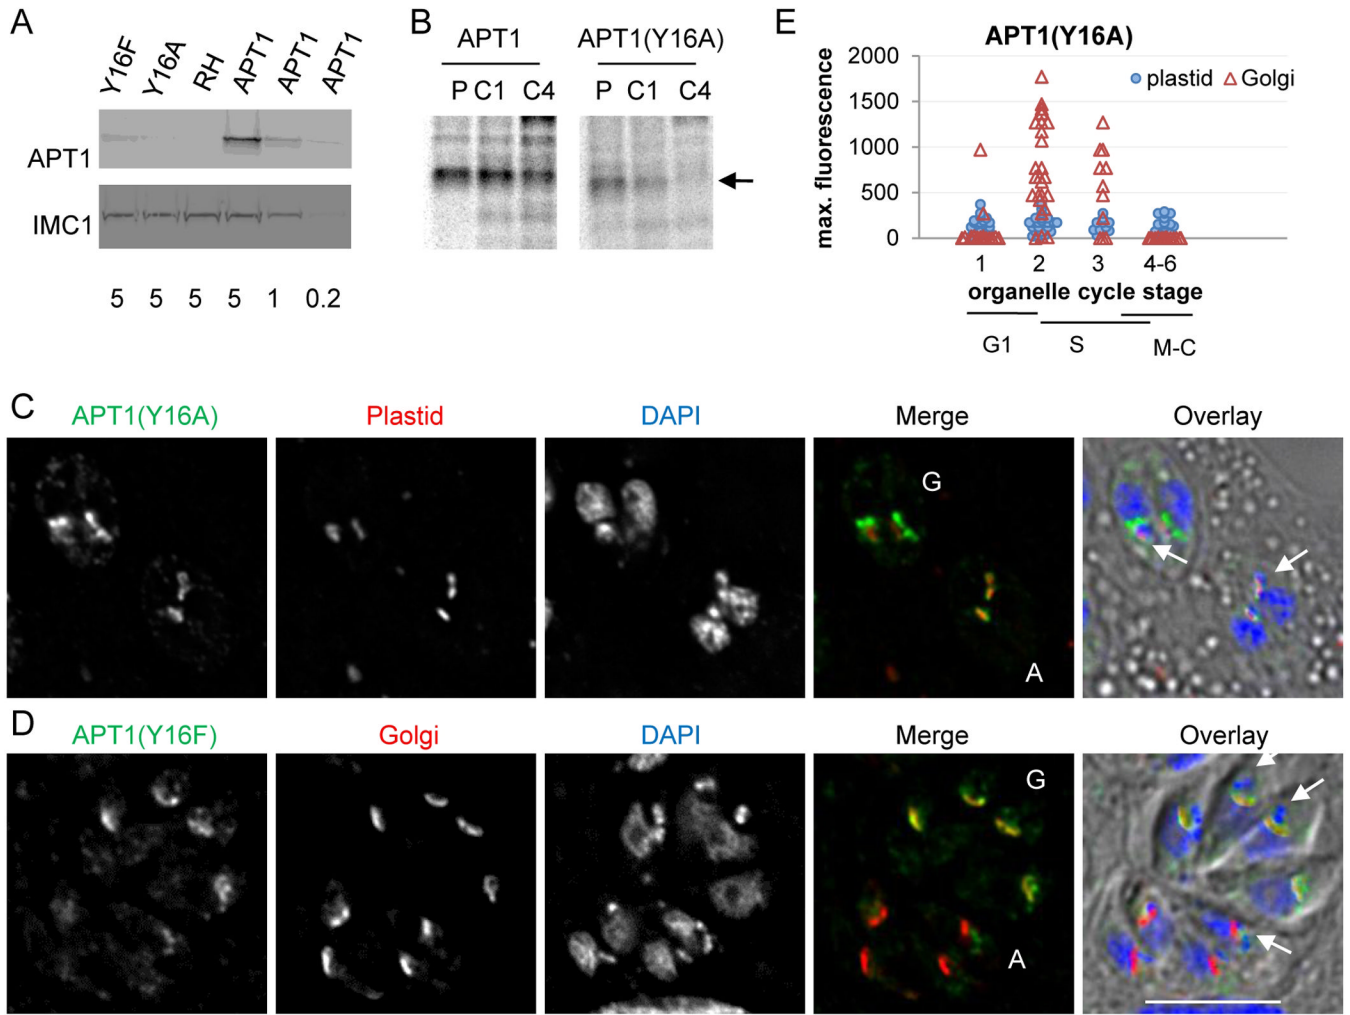 A
Y16F Y16A RH APT1 APT1 APT1
APT1
IMC1
5 5 5 5 1 0.2
B
APT1 APT1(Y16A)
P C1 C4 P C1 C4
E
APT1(Y16A)
plastid Golgi
max. fluorescence
2000
1500
1000
500
0
1 2 3 4-6
organelle cycle stage
G1 S M-C
C
APT1(Y16A) Plastid DAPI Merge Overlay
G
A
D
APT1(Y16F) Golgi DAPI Merge Overlay
G
A